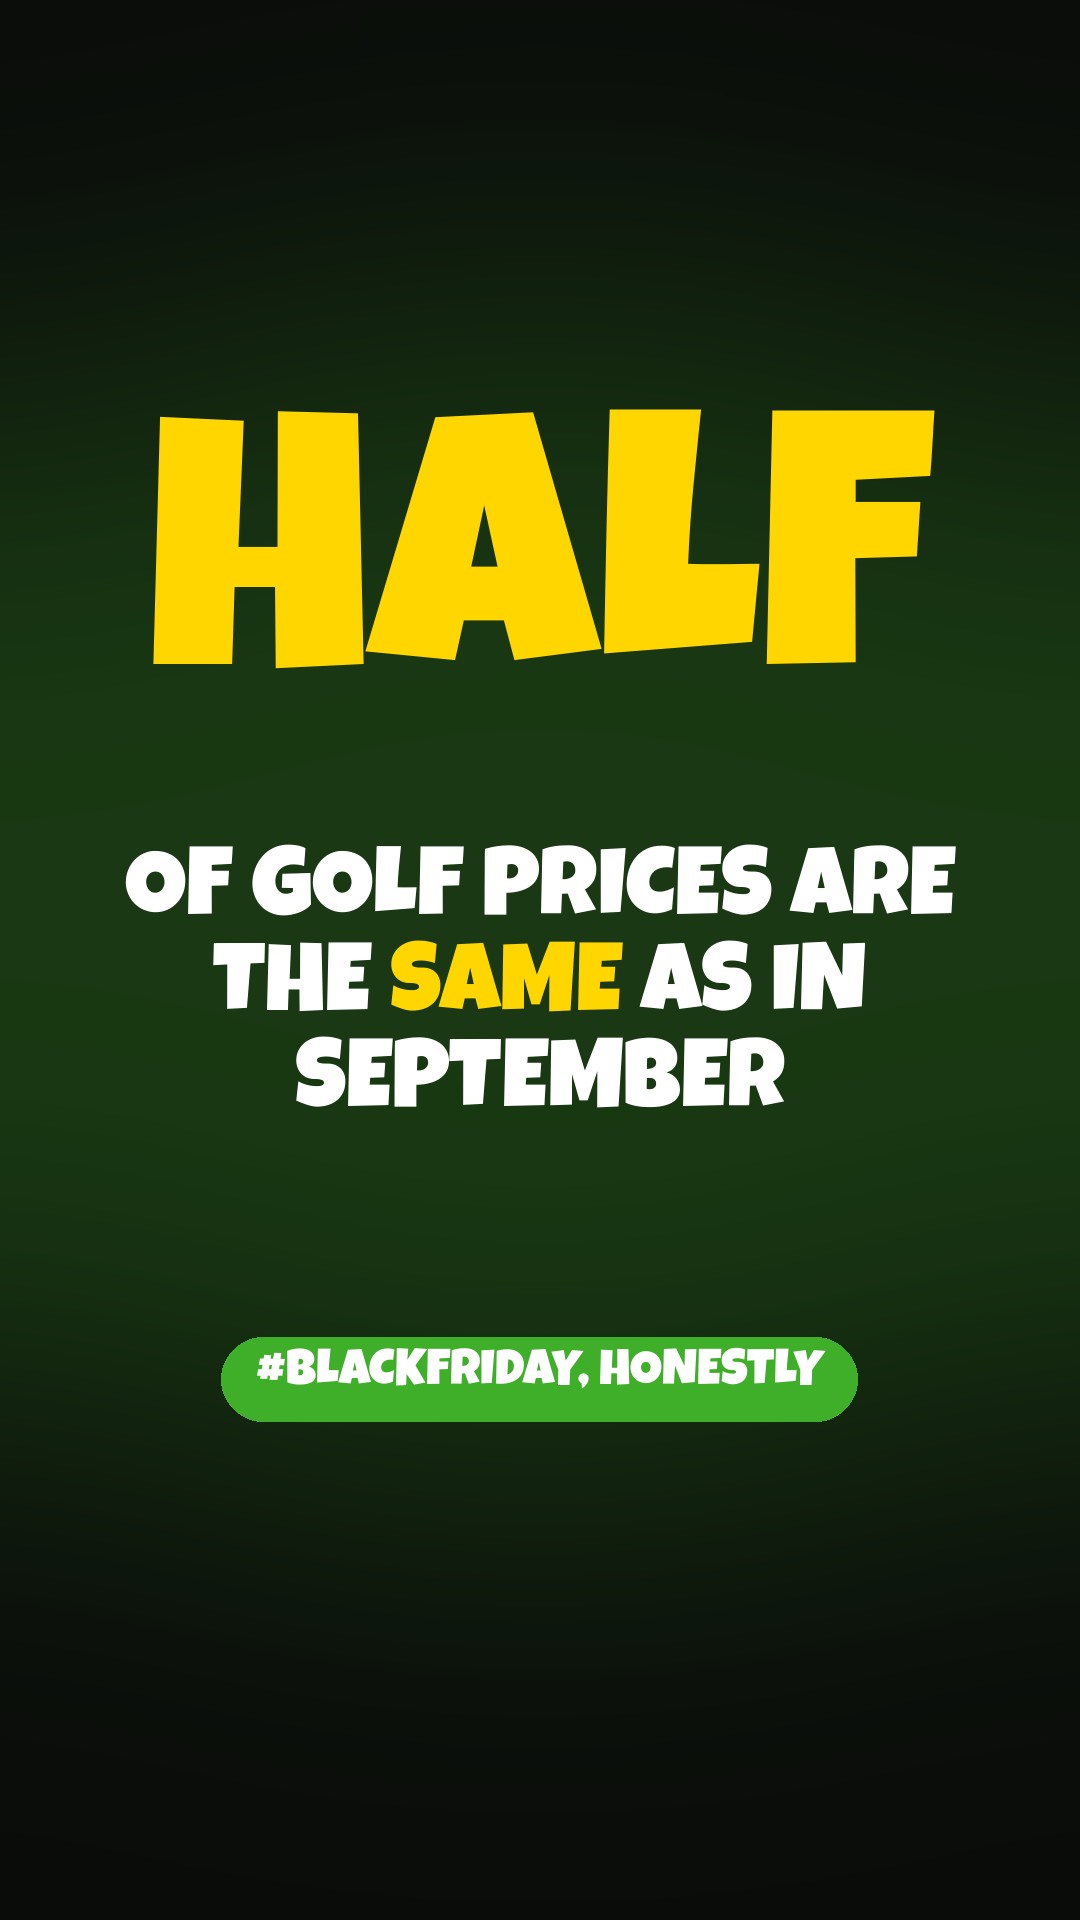 HALF
OF GOLF PRICES ARE
THE SAME AS IN
SEPTEMBER
#BLACKFRIDAY, HONESTLY